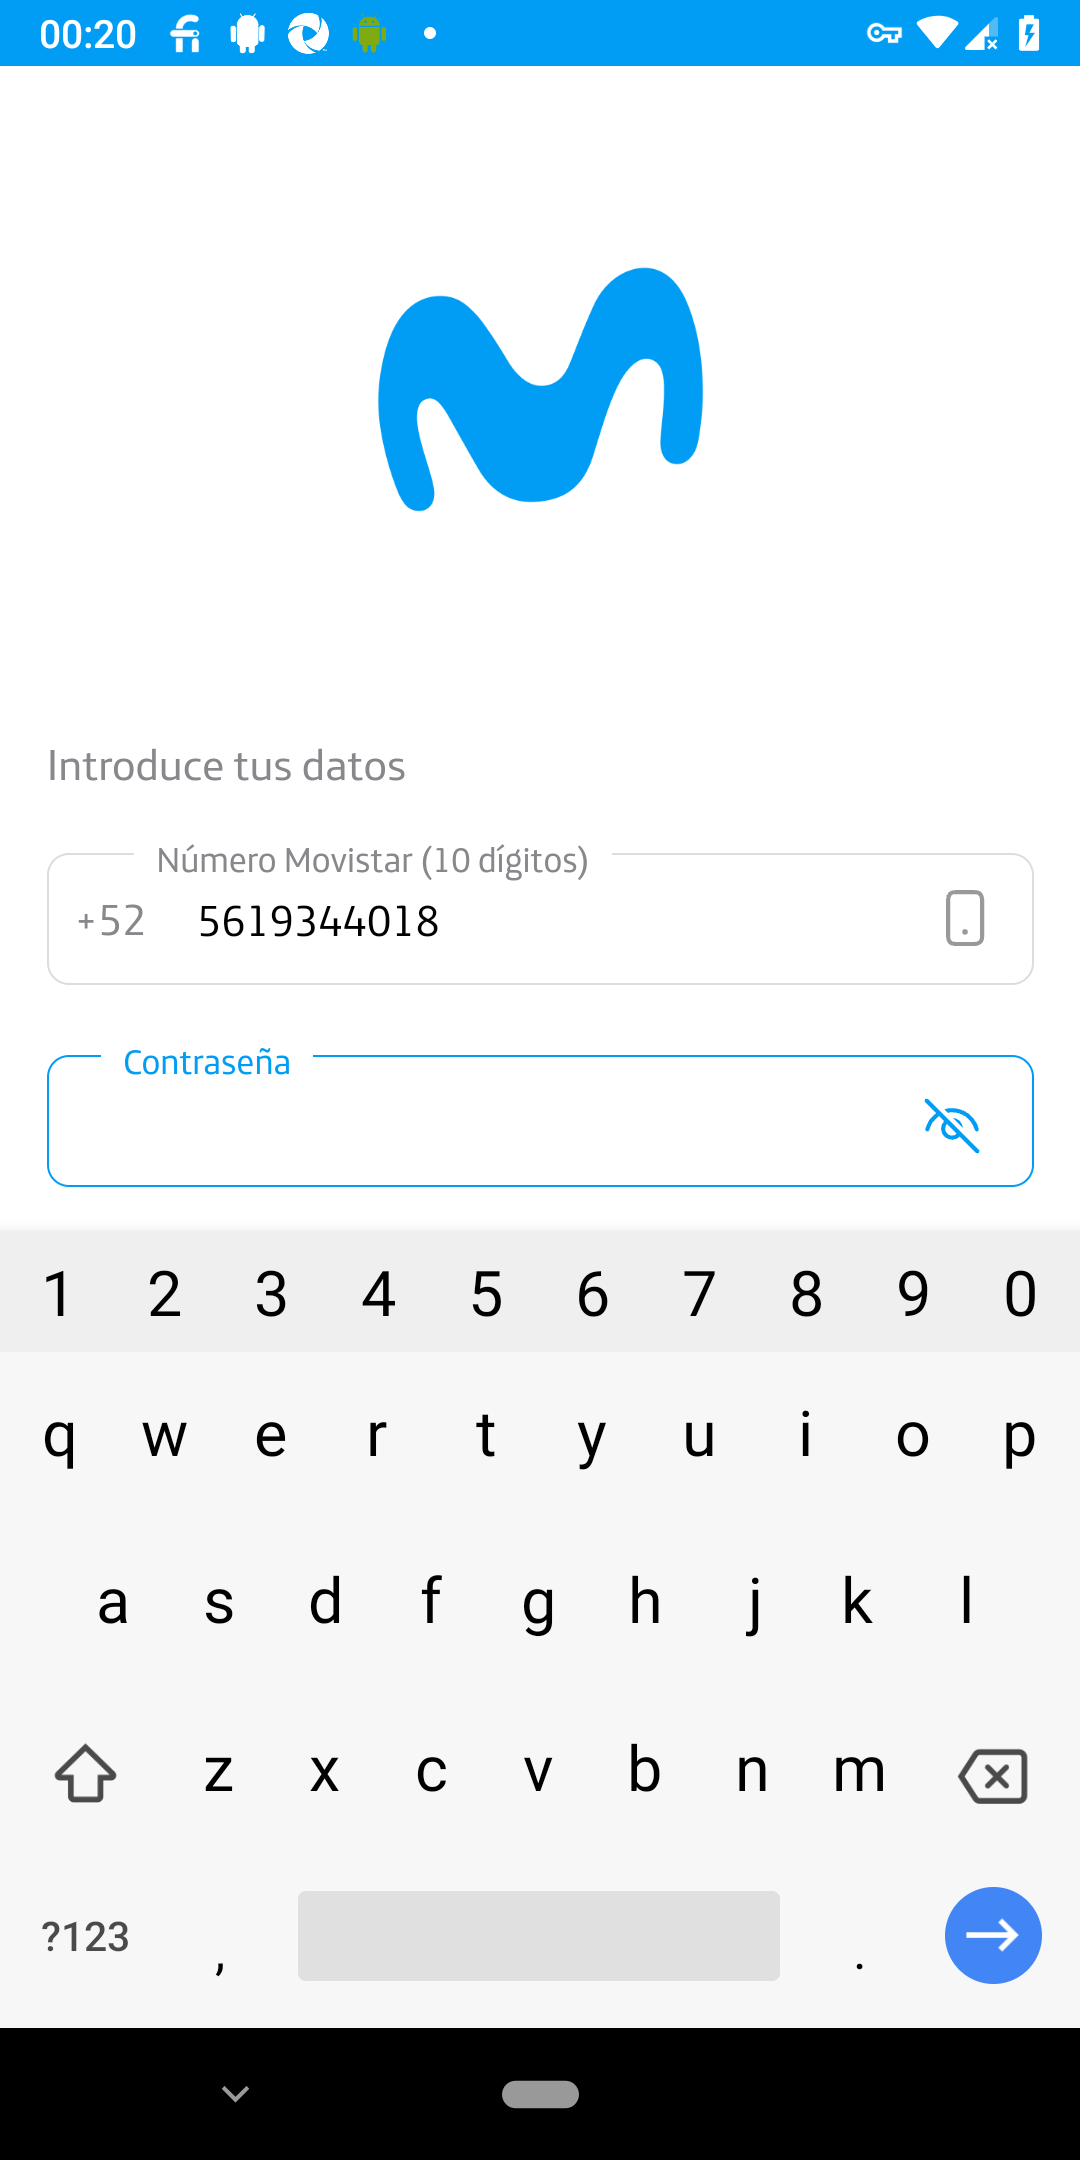 00:20
Introduce tus datos
Número Movistar (10 dígitos)
+52 5619344018
Contraseña
1 2 3 4 5 6 7 8 9 0
q w e r t y u i o p
a s d f g h j k l
z x c v b n m
?123 , .